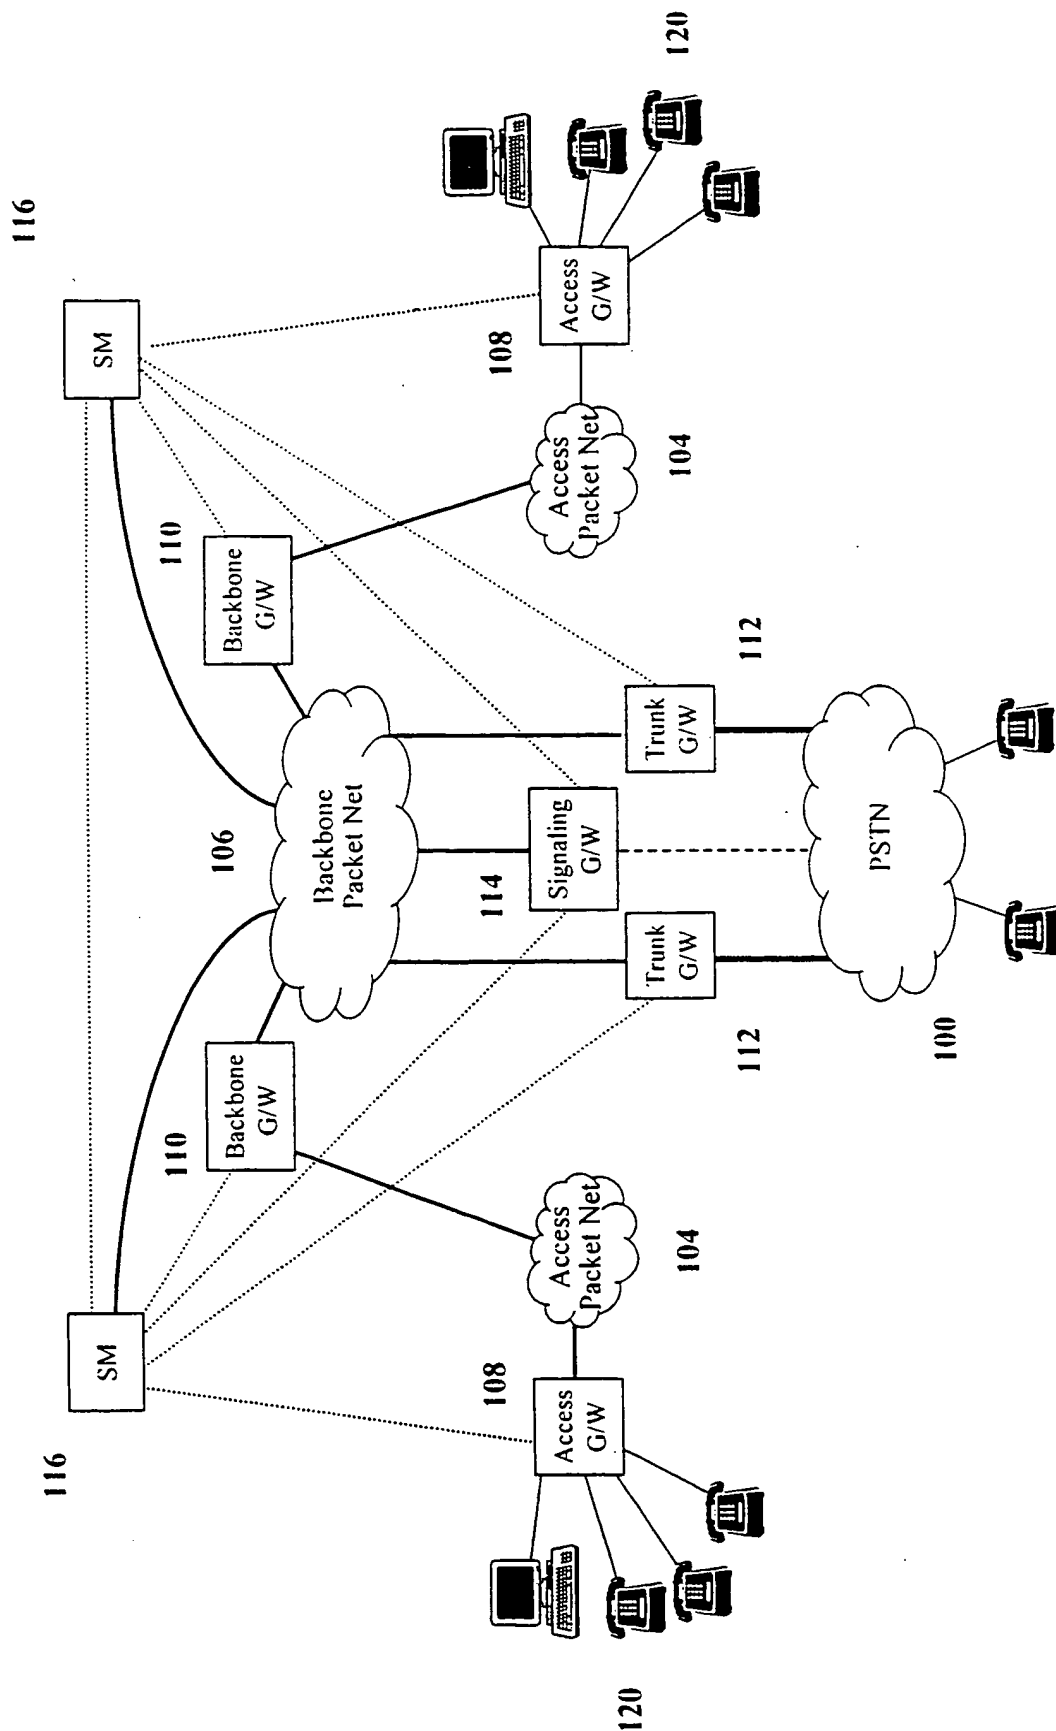 116
116
SM
SM
110
110
Backbone
G/W
Backbone
G/W
106
Backbone
Packet Net
108
108
Access
G/W
Access
G/W
114
Signaling
G/W
Access
Packet Net
Access
Packet Net
104
104
120
120
Trunk
G/W
Trunk
G/W
112
112
PSTN
100